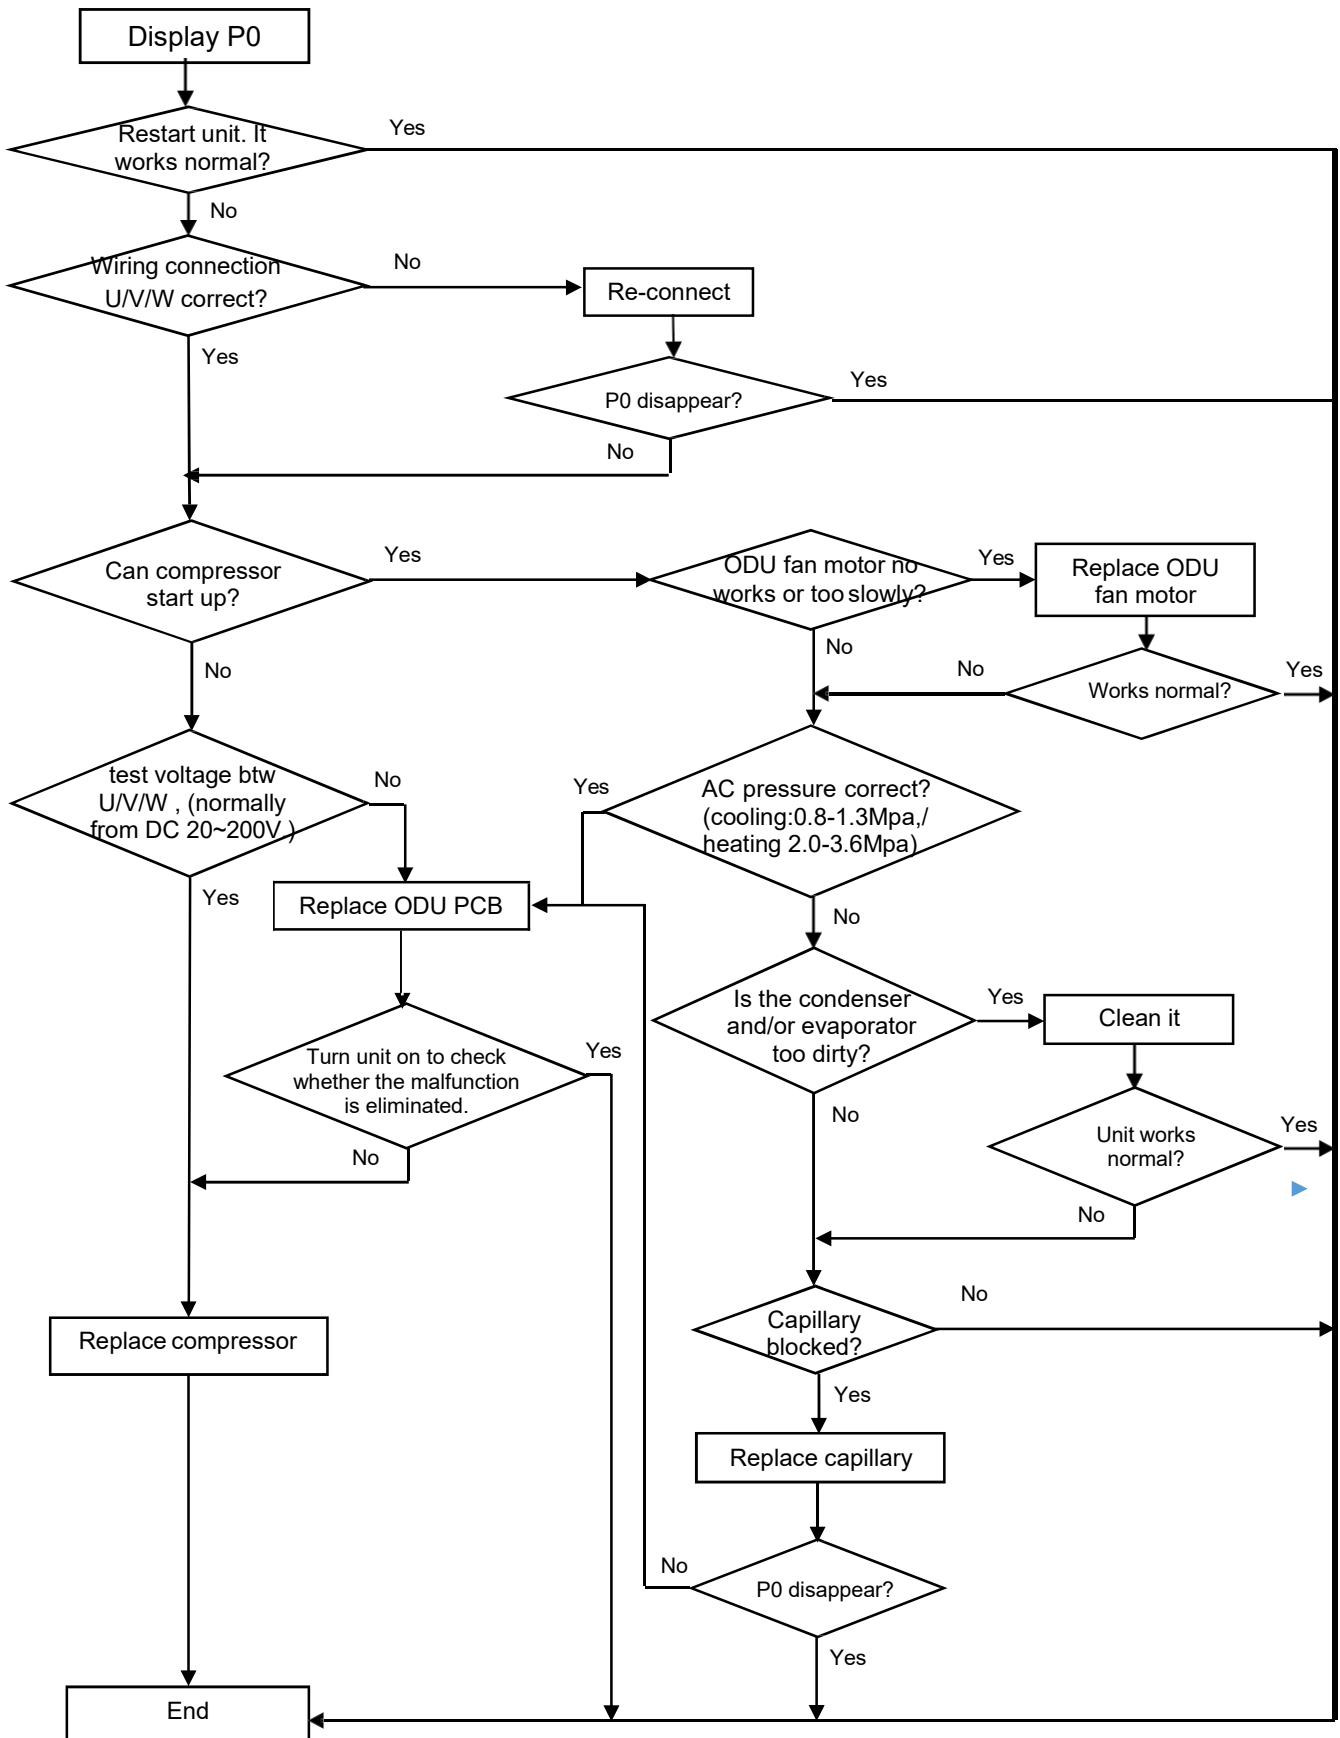 Display P0
Restart unit. It
works normal?
Yes
No
Wiring connection
U/V/W correct?
No
Re-connect
Yes
P0 disappear?
Yes
No
Can compressor
start up?
Yes
ODU fan motor no
works or too slowly?
Yes
Replace ODU
fan motor
No
No
No
Works normal?
Yes
test voltage btw
U/V/W , (normally
from DC 20~200V )
No
Yes
AC pressure correct?
(cooling:0.8-1.3Mpa,/
heating 2.0-3.6Mpa)
Yes
Replace ODU PCB
No
Is the condenser
and/or evaporator
too dirty?
Yes
Clean it
Turn unit on to check
whether the malfunction
is eliminated.
Yes
No
No
Unit works
normal?
Yes
No
Capillary
blocked?
No
Replace compressor
Yes
Replace capillary
No
P0 disappear?
Yes
End